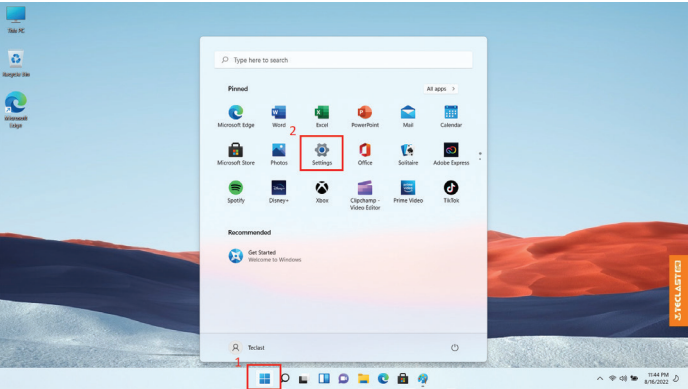 This PC
Recycle Bin
Microsoft
Edge
Type here to search
Pinned
All apps >
Microsoft Edge
Word
Excel
PowerPoint
Mail
Calendar
2
Microsoft Store
Photos
Settings
Office
Solitaire
Adobe Express
Spotify
Disney+
Xbox
Clipchamp -
Video Editor
Prime Video
TikTok
Recommended
Get Started
Welcome to Windows
Teclast
1
TECLAST
11:44 PM
8/16/2022